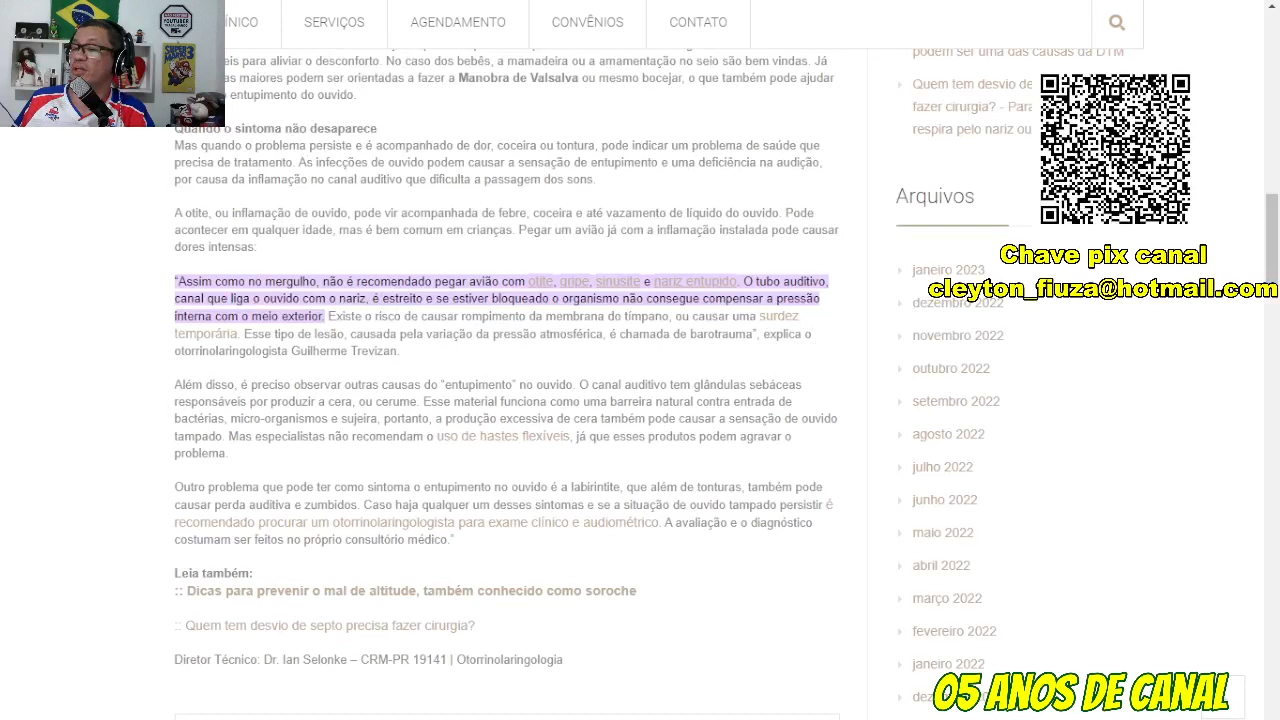 ÍNICO
SERVIÇOS
AGENDAMENTO
CONVÊNIOS
CONTATO
eis para aliviar o desconforto. No caso dos bebês, a mamadeira ou a amamentação no seio são bem vindas. Já
as maiores podem ser orientadas a fazer a Manobra de Valsalva ou mesmo bocejar, o que também pode ajudar
entupimento do ouvido.
Quando o sintoma não desaparece
Mas quando o problema persiste e é acompanhado de dor, coceira ou tontura, pode indicar um problema de saúde que
precisa de tratamento. As infecções de ouvido podem causar a sensação de entupimento e uma deficiência na audição,
por causa da inflamação no canal auditivo que dificulta a passagem dos sons.
A otite, ou inflamação de ouvido, pode vir acompanhada de febre, coceira e até vazamento de líquido do ouvido. Pode
acontecer em qualquer idade, mas é bem comum em crianças. Pegar um avião já com a inflamação instalada pode causar
dores intensas:
“Assim como no mergulho, não é recomendado pegar avião com otite, gripe, sinusite e nariz entupido. O tubo auditivo,
canal que liga o ouvido com o nariz, é estreito e se estiver bloqueado o organismo não consegue compensar a pressão
interna com o meio exterior. Existe o risco de causar rompimento da membrana do tímpano, ou causar uma surdez
temporária. Esse tipo de lesão, causada pela variação da pressão atmosférica, é chamada de barotrauma”, explica o
otorrinolaringologista Guilherme Trevizan.
Além disso, é preciso observar outras causas do “entupimento” no ouvido. O canal auditivo tem glândulas sebáceas
responsáveis por produzir a cera, ou cerume. Esse material funciona como uma barreira natural contra entrada de
bactérias, micro-organismos e sujeira, portanto, a produção excessiva de cera também pode causar a sensação de ouvido
tampado. Mas especialistas não recomendam o uso de hastes flexíveis, já que esses produtos podem agravar o
problema.
Outro problema que pode ter como sintoma o entupimento no ouvido é a labirintite, que além de tonturas, também pode
causar perda auditiva e zumbidos. Caso haja qualquer um desses sintomas e se a situação de ouvido tampado persistir é
recomendado procurar um otorrinolaringologista para exame clínico e audiométrico. A avaliação e o diagnóstico
costumam ser feitos no próprio consultório médico.”
Leia também:
:: Dicas para prevenir o mal de altitude, também conhecido como soroche
:: Quem tem desvio de septo precisa fazer cirurgia?
Diretor Técnico: Dr. Ian Selonke – CRM-PR 19141 | Otorrinolaringologia
podem ser uma das causas da DTM
Quem tem desvio de
fazer cirurgia? - Para
respira pelo nariz ou
Arquivos
Chave pix canal
cleyton_fiuza@hotmail.com
janeiro 2023
dezembro 2022
novembro 2022
outubro 2022
setembro 2022
agosto 2022
julho 2022
junho 2022
maio 2022
abril 2022
março 2022
fevereiro 2022
janeiro 2022
05 ANOS DE CANAL